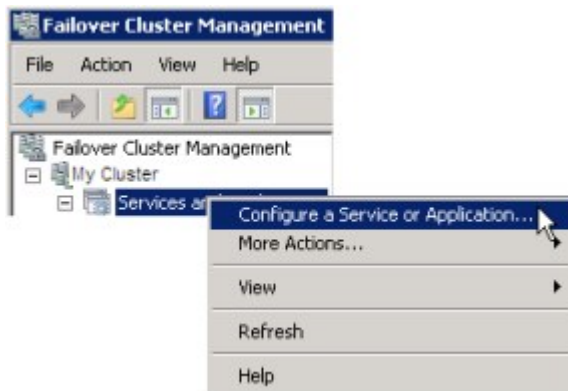 Failover Cluster Management
File Action View Help
Failover Cluster Management
My Cluster
Services a
Configure a Service or Application...
More Actions...
View
Refresh
Help